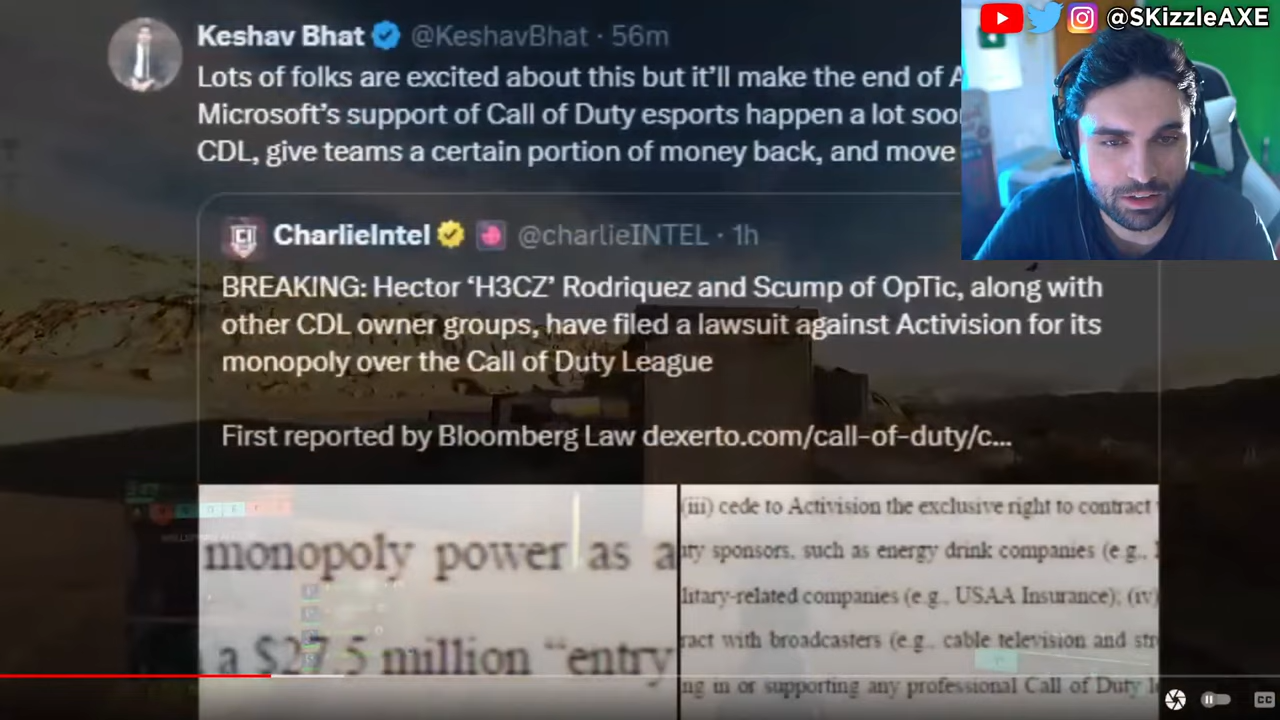 @SKizzleAXE
Keshav Bhat @KeshavBhat · 56m
Lots of folks are excited about this but it'll make the end of A
Microsoft's support of Call of Duty esports happen a lot soo
CDL, give teams a certain portion of money back, and move
CharlieIntel @charlieINTEL · 1h
BREAKING: Hector ‘H3CZ’ Rodriquez and Scump of OpTic, along with
other CDL owner groups, have filed a lawsuit against Activision for its
monopoly over the Call of Duty League
First reported by Bloomberg Law dexerto.com/call-of-duty/c...
monopoly power as a
a $27.5 million “entry
(iii) cede to Activision the exclusive right to contract
sponsors, such as energy drink companies (e.g.,
litary-related companies (e.g., USAA Insurance); (iv)
ract with broadcasters (e.g., cable television and str
ng in or supporting any professional Call of Duty l
CC